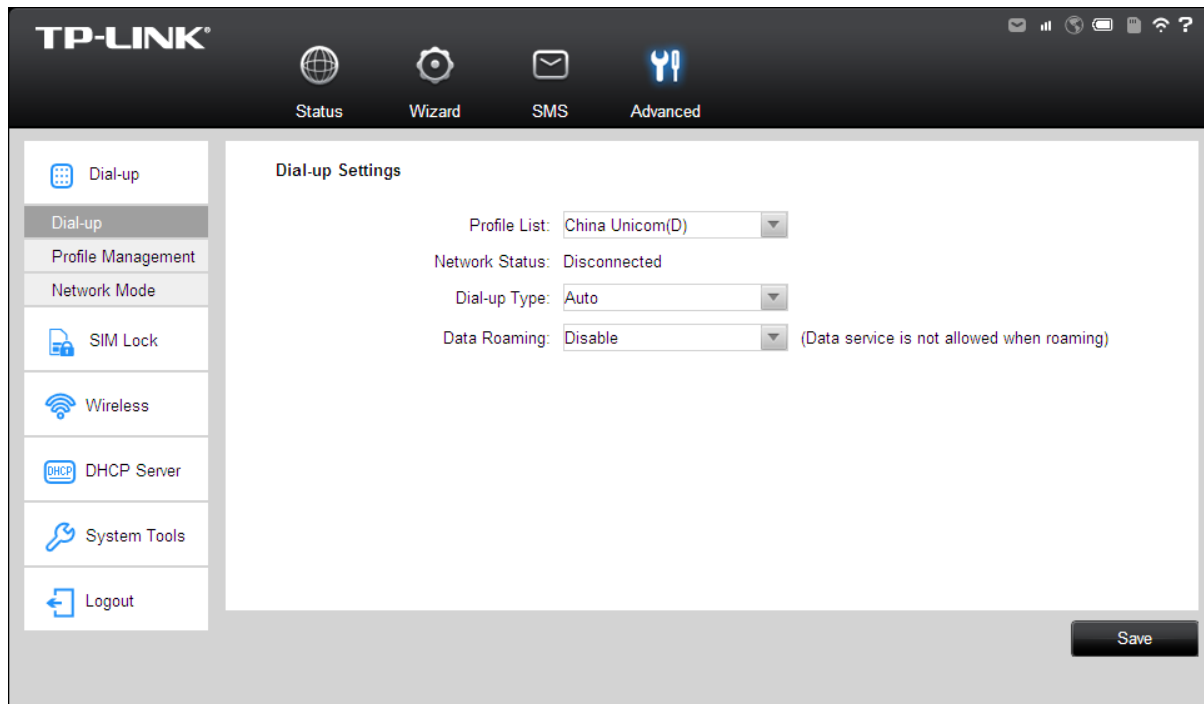 TP-LINK®
?
Status Wizard SMS Advanced
Dial-up
Dial-up
Profile Management
Network Mode
SIM Lock
Wireless
DHCP DHCP Server
System Tools
Logout
Dial-up Settings
Profile List: China Unicom(D)
Network Status: Disconnected
Dial-up Type: Auto
Data Roaming: Disable (Data service is not allowed when roaming)
Save